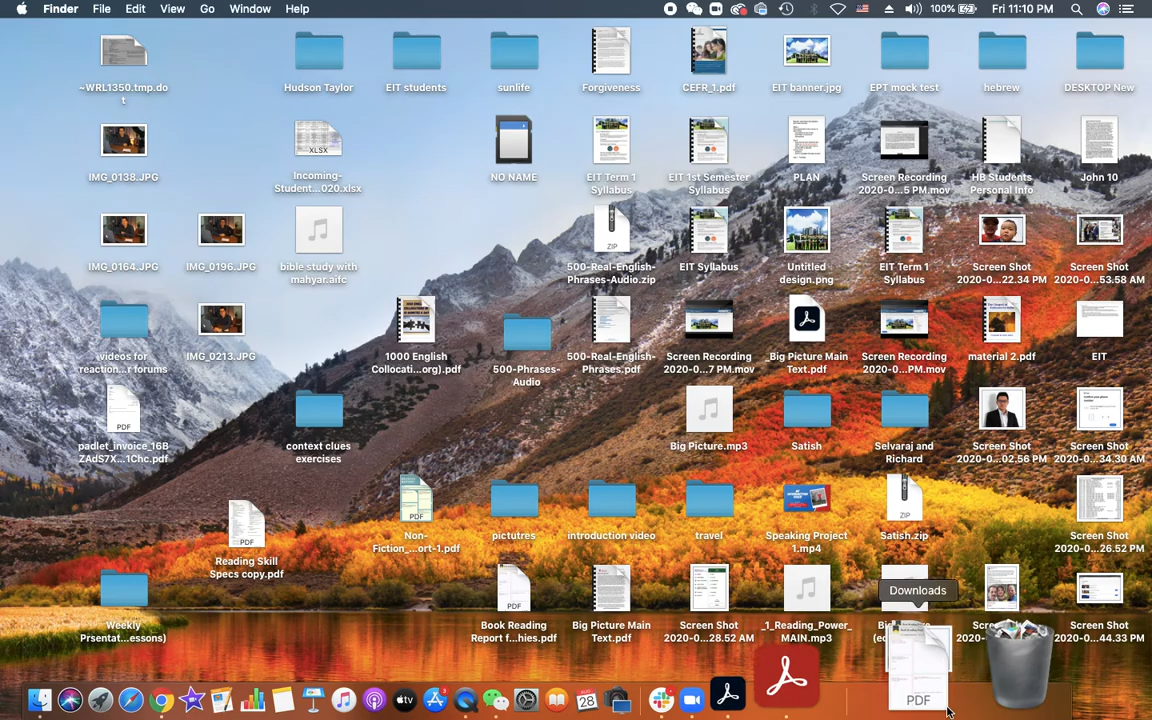 Finder File Edit View Go Window Help 100% Fri 11:10 PM
~WRL1350.tmp.do
t
Hudson Taylor
EIT students
sunlife
Forgiveness
CEFR_1.pdf
EIT banner.jpg
EPT mock test
hebrew
DESKTOP New
XLSX
IMG_0138.JPG
Incoming-
Student...020.xlsx
NO NAME
EIT Term 1
Syllabus
EIT 1st Semester
Syllabus
PLAN
Screen Recording
2020-0...5 PM.mov
HB Students
Personal Info
John 10
ZIP
IMG_0164.JPG
IMG_0196.JPG
bible study with
mahyar.aifc
500-Real-English-
Phrases-Audio.zip
EIT Syllabus
Untitled
design.png
EIT Term 1
Syllabus
Screen Shot
2020-0...22.34 PM
Screen Shot
2020-0...53.58 AM
videos for
reaction...r forums
IMG_0213.JPG
1000 English
Collocati...org).pdf
500-Phrases-
Audio
500-Real-English-
Phrases.pdf
Screen Recording
2020-0...7 PM.mov
_Big Picture Main
Text.pdf
Screen Recording
2020-0...PM.mov
material 2.pdf
EIT
PDF
padlet_invoice_16B
ZAdS7X...1Chc.pdf
context clues
exercises
Big Picture.mp3
Satish
Selvaraj and
Richard
Screen Shot
2020-0...02.56 PM
Screen Shot
2020-0...34.30 AM
PDF
PDF
ZIP
Reading Skill
Specs copy.pdf
Non-
Fiction_...ort-1.pdf
pictutres
introduction video
travel
Speaking Project
1.mp4
Satish.zip
Screen Shot
2020-0...26.52 PM
PDF
Downloads
Weekly
Prsentat...essons)
Book Reading
Report f...hies.pdf
Big Picture Main
Text.pdf
Screen Shot
2020-0...28.52 AM
_1_Reading_Power_
MAIN.mp3
Screen Shot
2020-0...44.33 PM
tv
AUG
28
PDF